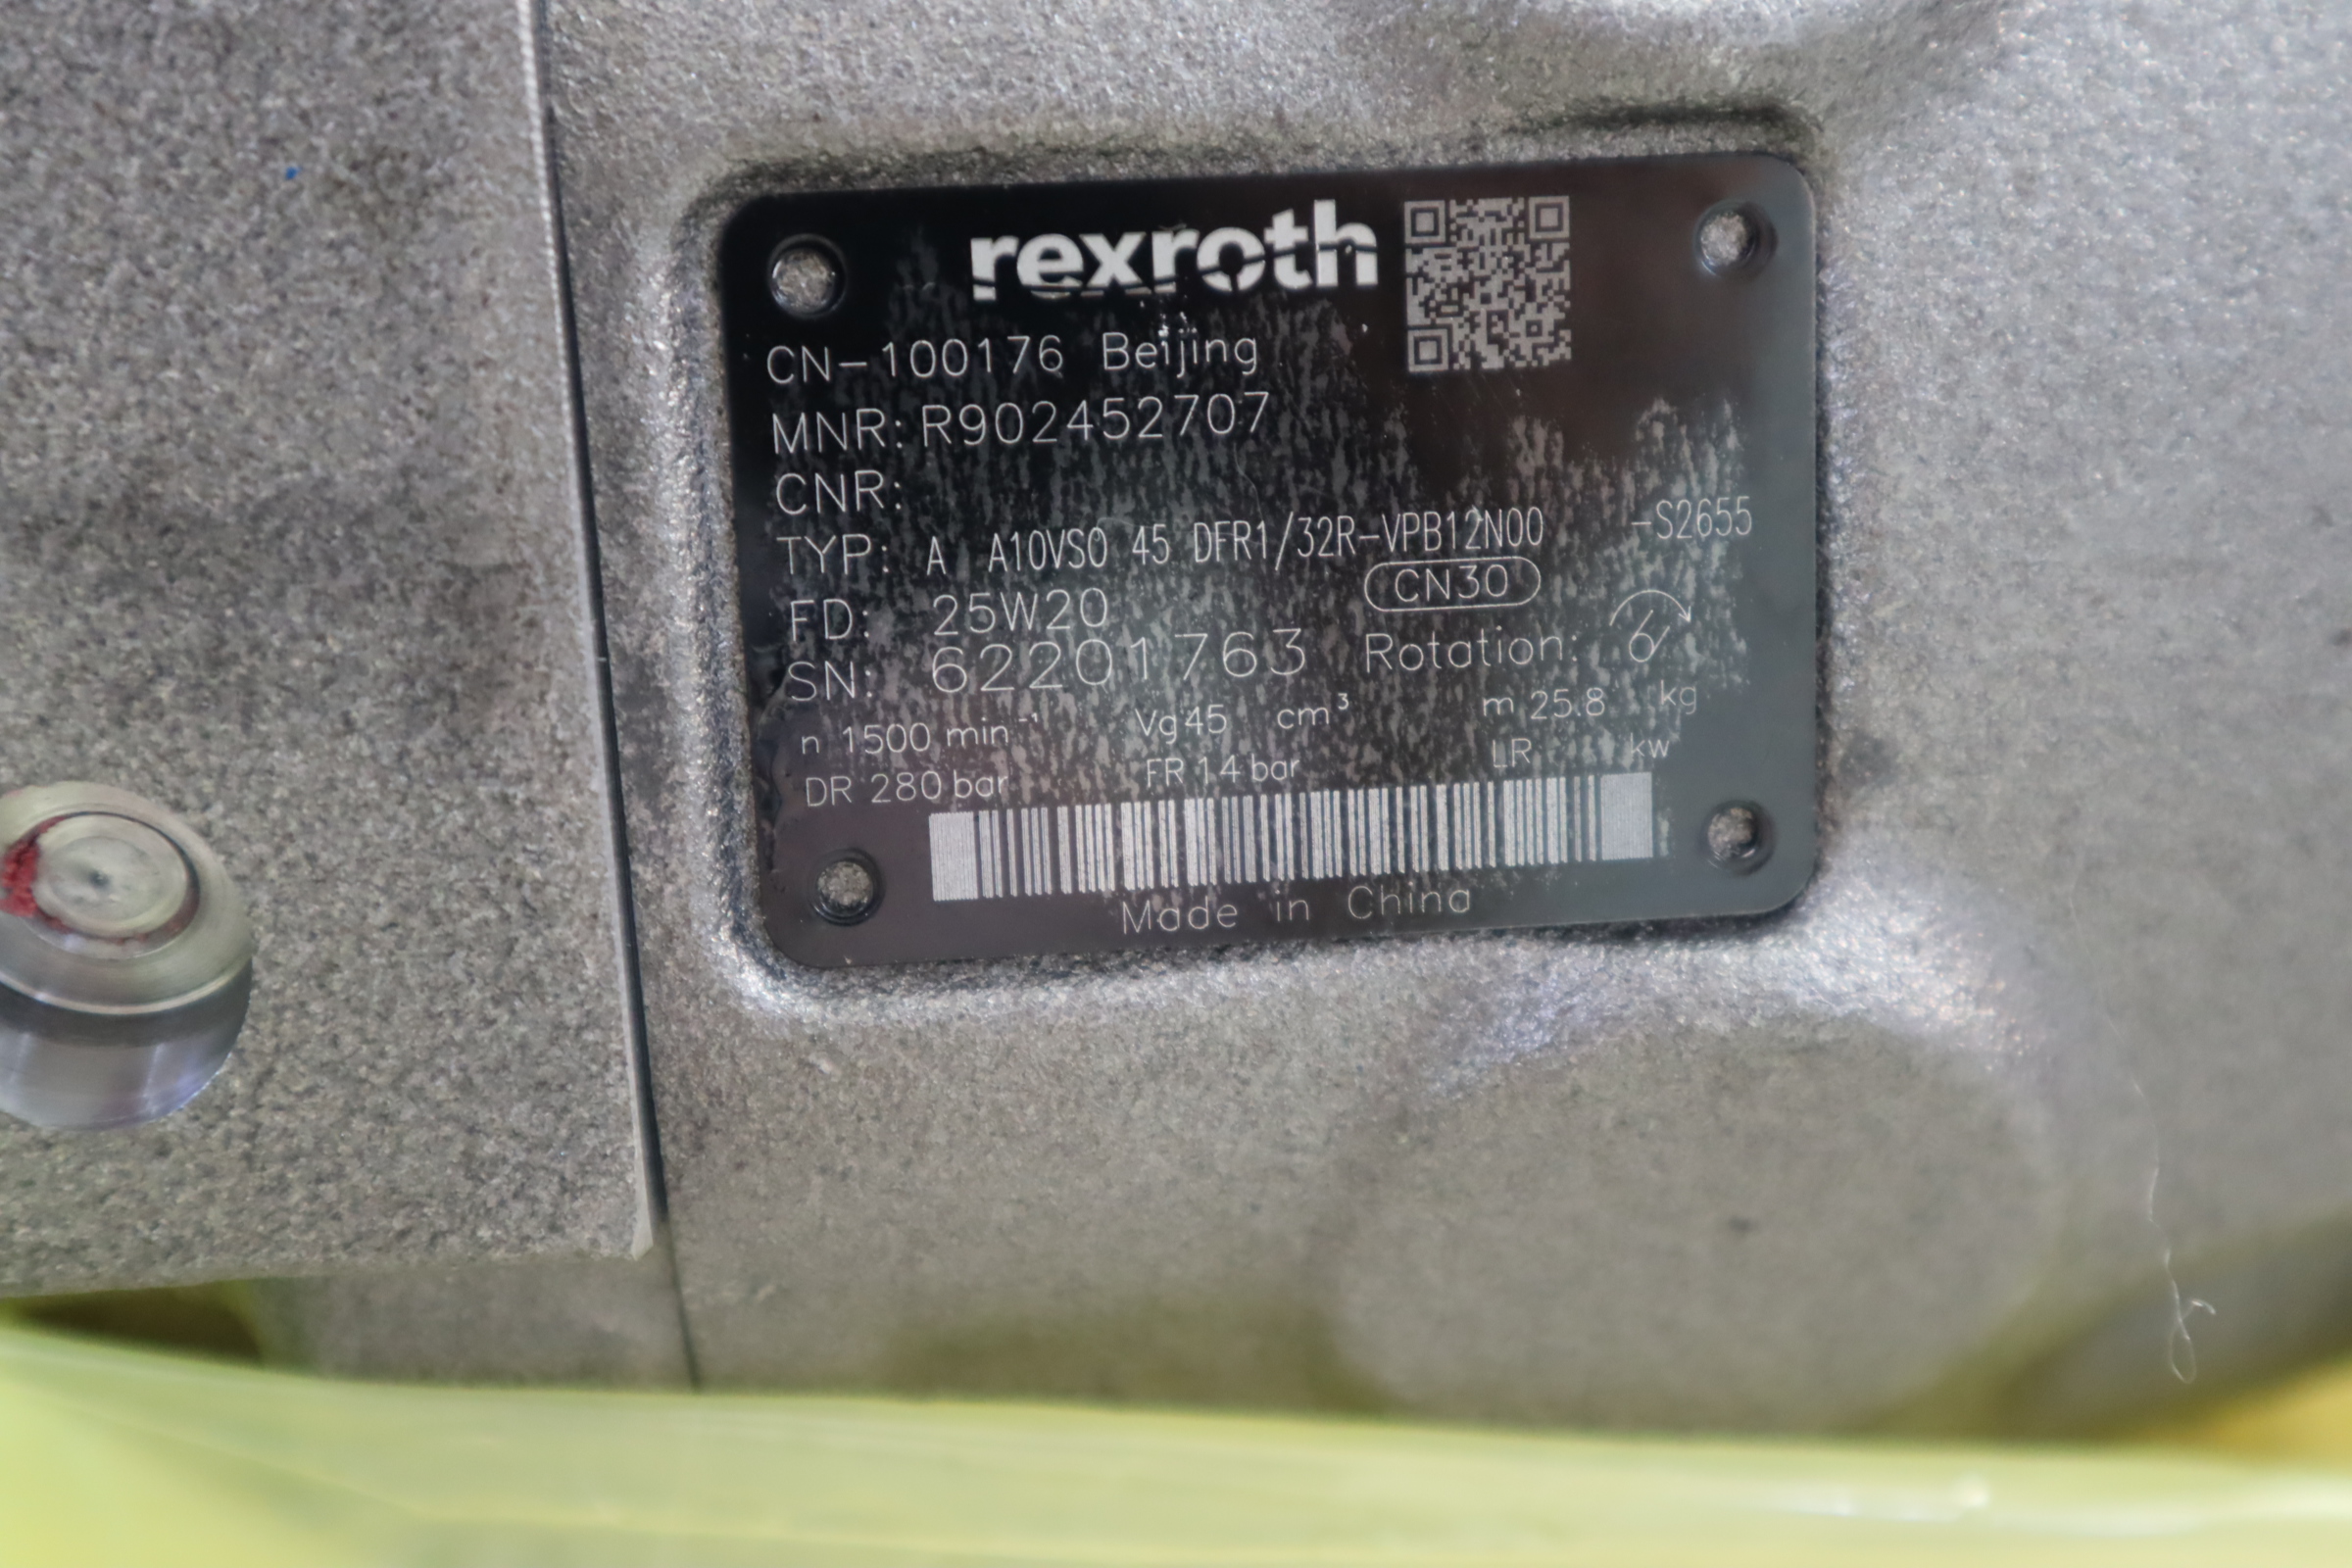 rexroth
CN-100176 Beijing
MNR: R902452707
CNR:
TYP: A A10VSO 45 DFR1/32R-VPB12N00 -S2655
FD: 25W20 CN30
SN: 62201763 Rotation:
n 1500 min⁻¹ Vg 45 cm³ m 25.8 kg
DR 280 bar FR 14 bar LR kw
Made in China